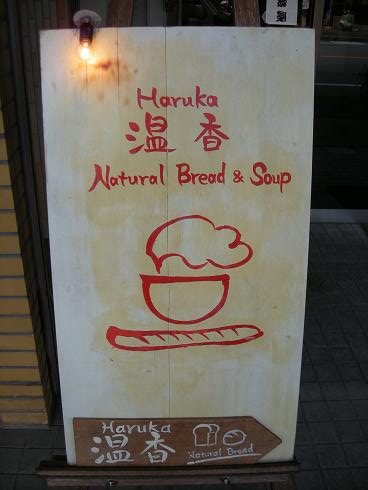 Haruka
温香
Natural Bread & Soup
Haruka
温香
Natural Bread